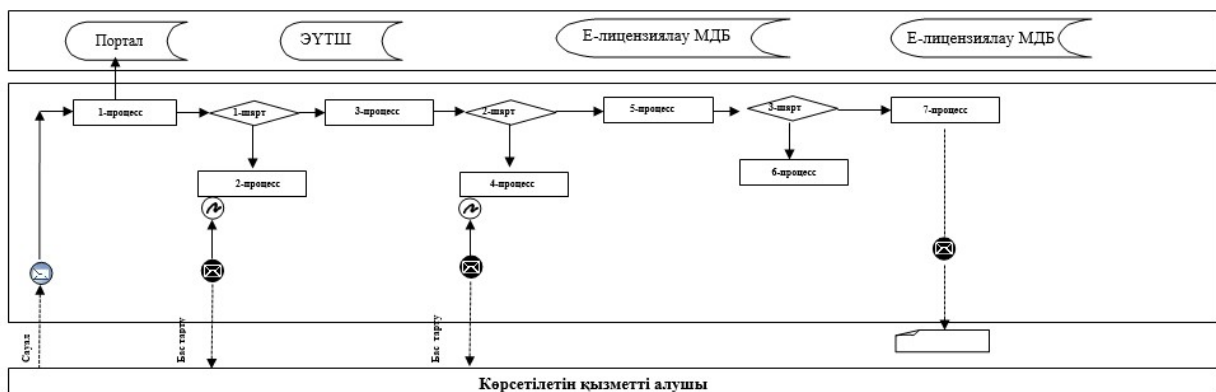 Портал
ЭҮТШ
Е-лицензиялау МДБ
Е-лицензиялау МДБ
1-процесс
1-шарт
3-процесс
2-шарт
5-процесс
3-шарт
7-процесс
2-процесс
4-процесс
6-процесс
Сауал
Бас тарту
Бас тарту
Көрсетілетін қызметті алушы